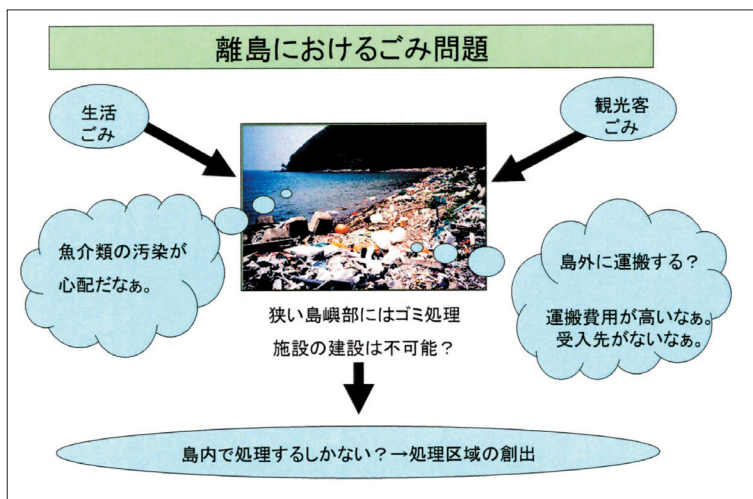 離島におけるごみ問題
生活
ごみ
観光客
ごみ
魚介類の汚染が
心配だなぁ。
島外に運搬する？
運搬費用が高いなぁ。
受入先がないなぁ。
狭い島嶼部にはゴミ処理
施設の建設は不可能？
島内で処理するしかない？→処理区域の創出